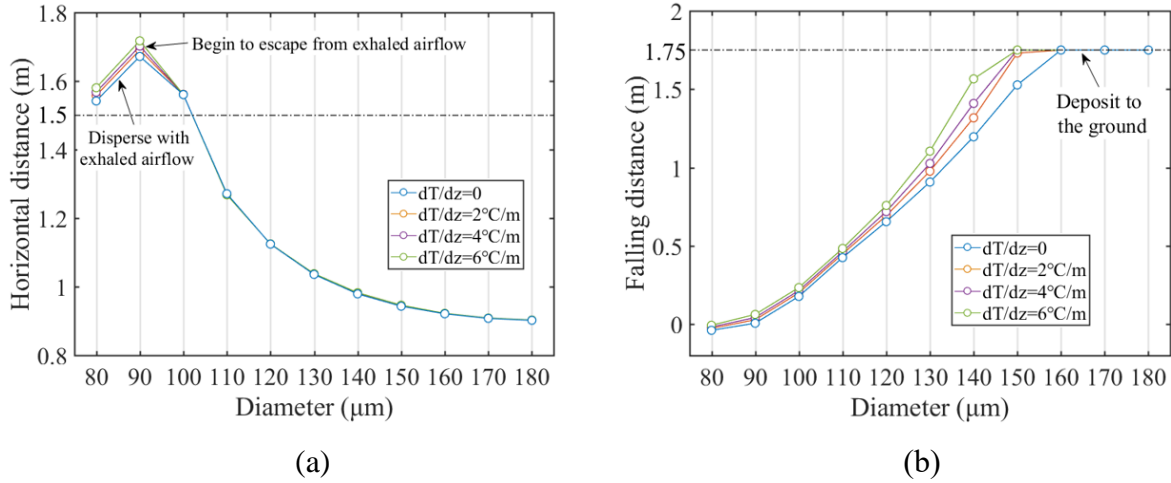 Horizontal distance (m)
1.8
1.6
1.5
1.4
1.2
1
0.8
Begin to escape from exhaled airflow
Disperse with
exhaled airflow
dT/dz=0
dT/dz=2℃/m
dT/dz=4℃/m
dT/dz=6℃/m
80 90 100 110 120 130 140 150 160 170 180
Diameter (μm)
(a)
Falling distance (m)
2
1.75
1.5
1
0.5
0
Deposit to
the ground
dT/dz=0
dT/dz=2℃/m
dT/dz=4℃/m
dT/dz=6℃/m
80 90 100 110 120 130 140 150 160 170 180
Diameter (μm)
(b)